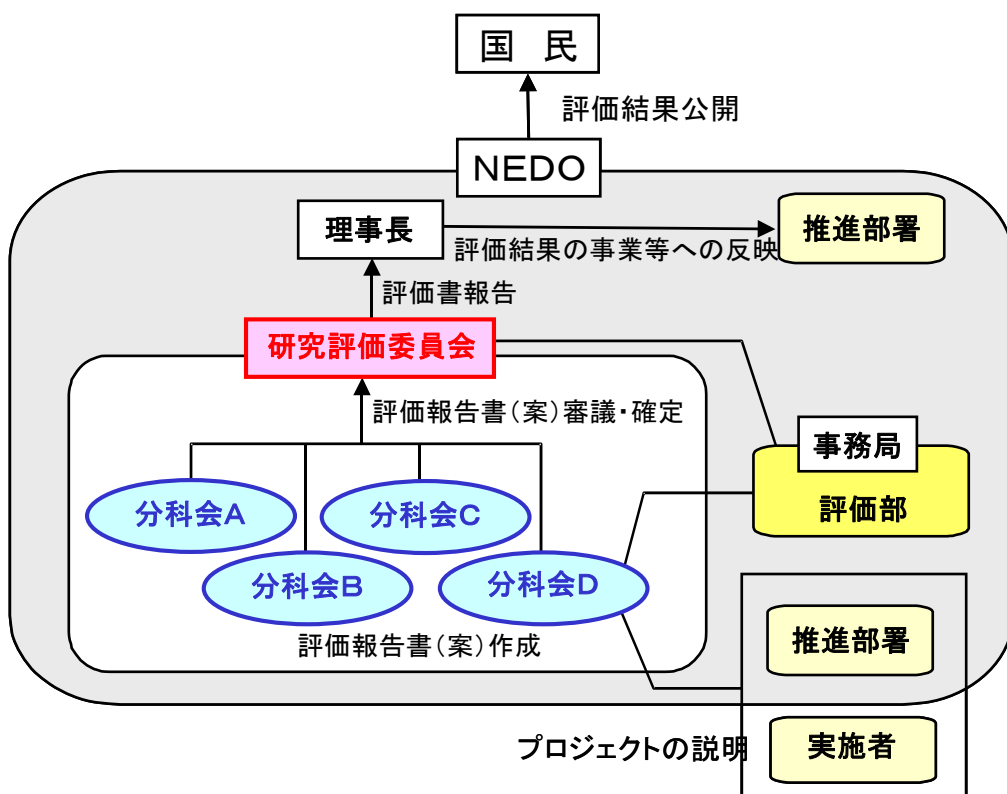 国 民
評価結果公開
NEDO
理事長
推進部署
評価結果の事業等への反映
評価書報告
研究評価委員会
評価報告書(案)審議・確定
事務局
評価部
分科会A
分科会C
分科会B
分科会D
評価報告書(案)作成
推進部署
プロジェクトの説明
実施者